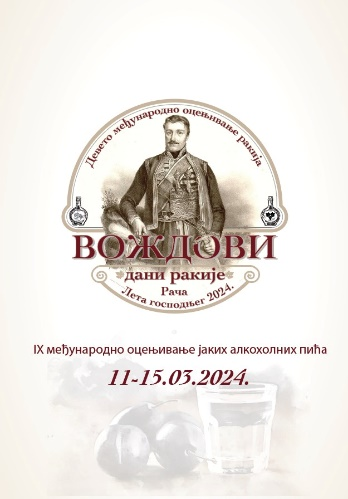 Девето међународно оцењивање ракија
ВОЖДОВИ
дани ракије
Рача
Лета господњег 2024.
IX међународно оцењивање јаких алкохолних пића
11-15.03.2024.